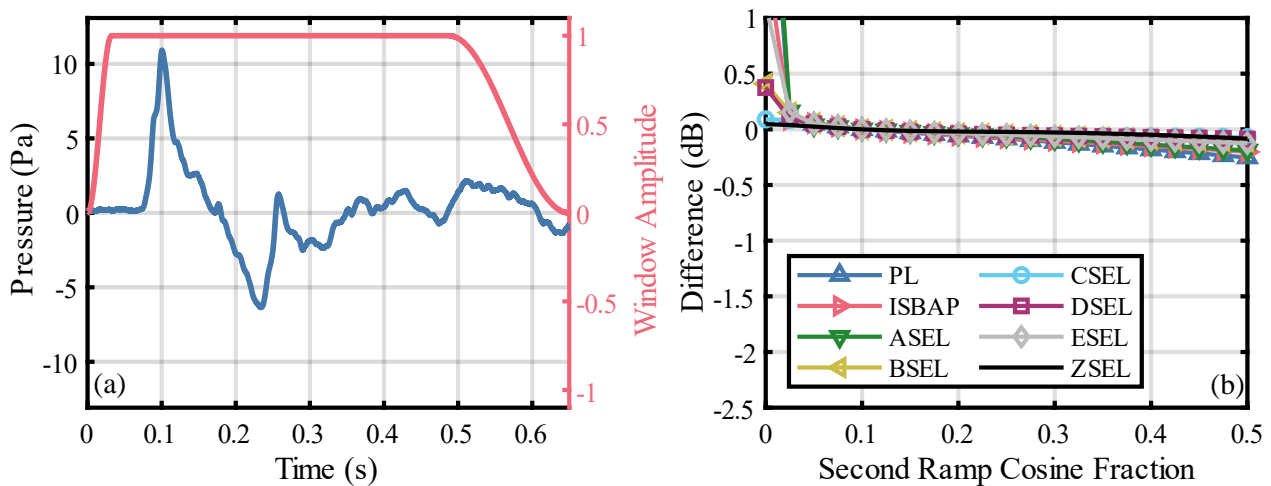 10
5
0
-5
-10
Pressure (Pa)
(a)
1
0.5
0
-0.5
-1
Window Amplitude
0 0.1 0.2 0.3 0.4 0.5 0.6
Time (s)
1
0.5
0
-0.5
-1
-1.5
-2
-2.5
Difference (dB)
PL CSEL
ISBAP DSEL
ASEL ESEL
BSEL ZSEL
(b)
0 0.1 0.2 0.3 0.4 0.5
Second Ramp Cosine Fraction